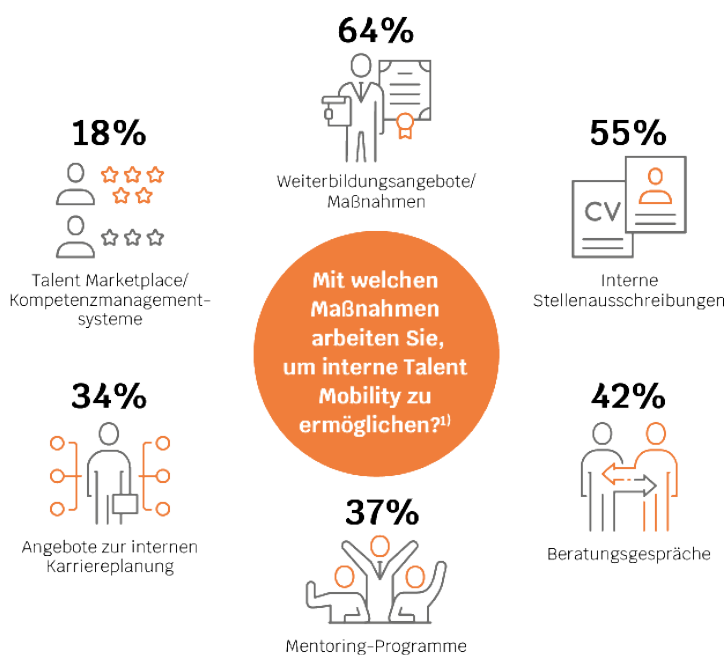 64%
Weiterbildungsangebote/
Maßnahmen
55%
CV
Interne
Stellenausschreibungen
42%
Beratungsgespräche
37%
Mentoring-Programme
34%
Angebote zur internen
Karriereplanung
18%
Talent Marketplace/
Kompetenzmanagement-
systeme
Mit welchen
Maßnahmen
arbeiten Sie,
um interne Talent
Mobility zu
ermöglichen?¹⁾